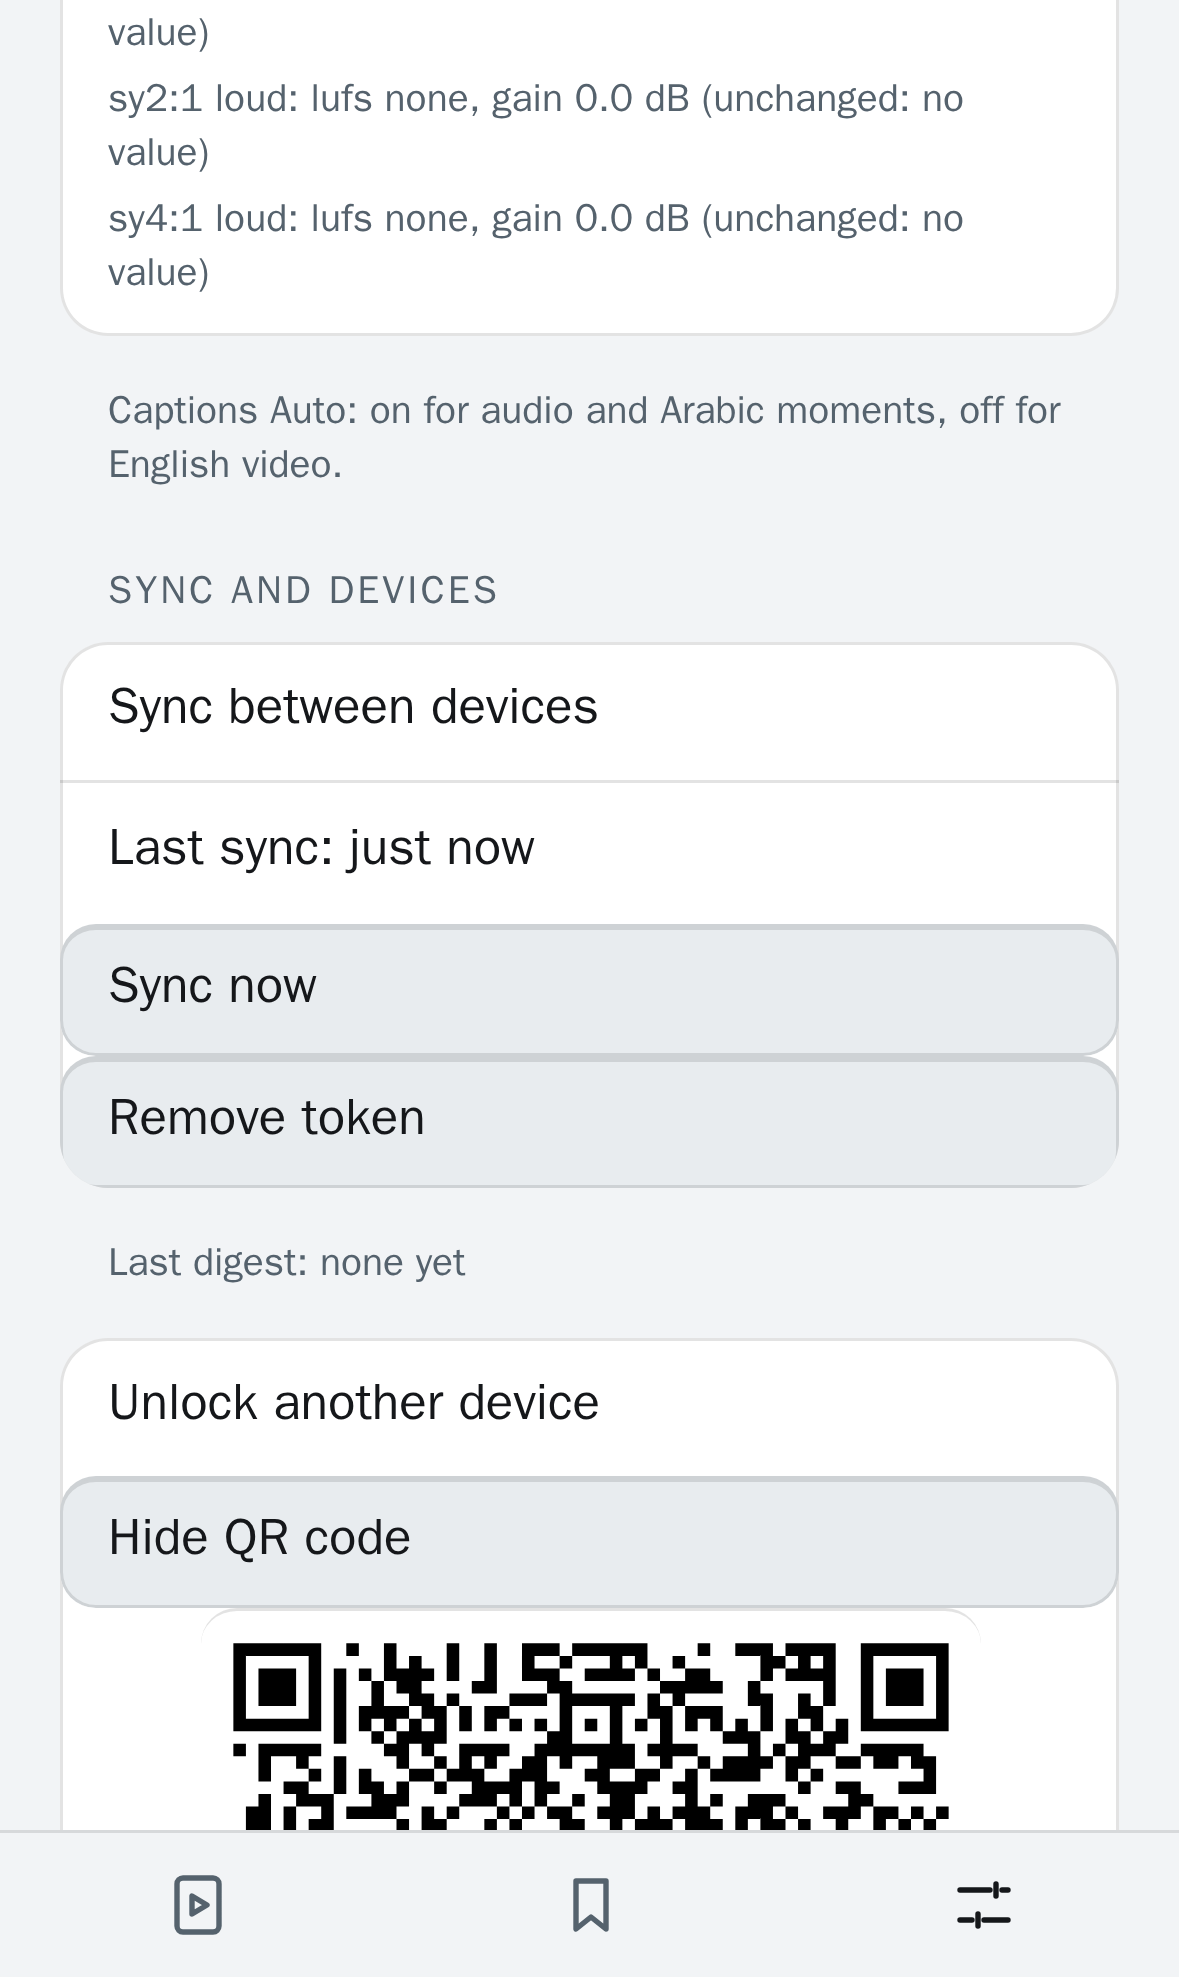 value)
sy2:1 loud: lufs none, gain 0.0 dB (unchanged: no
value)
sy4:1 loud: lufs none, gain 0.0 dB (unchanged: no
value)
Captions Auto: on for audio and Arabic moments, off for
English video.
SYNC AND DEVICES
Sync between devices
Last sync: just now
Sync now
Remove token
Last digest: none yet
Unlock another device
Hide QR code